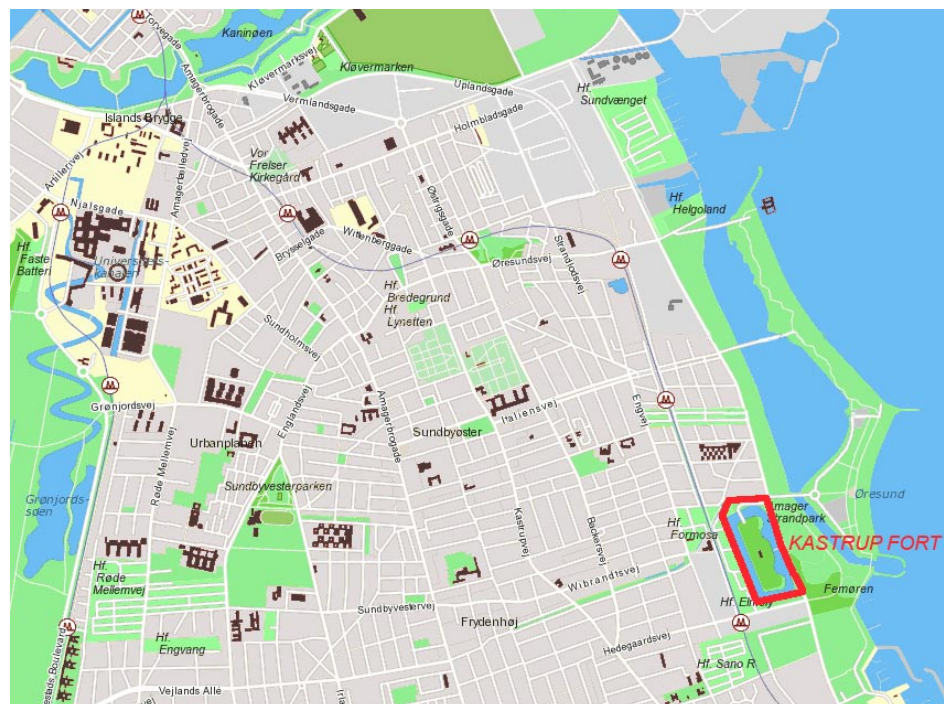 Kaninøen
Torvegade
Kløvermarksvej
Kløvermarken
Amagerbrogade
Uplandsgade
Hf.
Sundvænget
Vermlandsgade
Holmbladsgade
Islands Brygge
Artillerivej
Amagerfælledvej
Vor
Frelser
Kirkegård
Njalsgade
Østrigsgade
Hf.
Helgoland
Hf.
Faste
Batteri
Universitets-
kanalen
Brysselgade
Wittenberggade
Strandlodsvej
Øresundsvej
Hf.
Bredegrund
Hf.
Lynetten
Sundholmsvej
Englandsvej
Amagerbrogade
Grønjordsvej
Italiensvej
Engvej
Sundbyøster
Urbanplanen
Røde Mellemvej
Sundbyvesterparken
Grønjords-
søen
Øresund
Amager
Strandpark
KASTRUP FORT
Kastrupvej
Backersvej
Hf.
Formosa
Hf.
Røde
Mellemvej
Wibrandtsvej
Femøren
Hf. Elmely
Sundbyvestervej
Frydenhøj
Hf.
Engvang
Hedegaardsvej
Hf. Sano R
Vejlands Allé